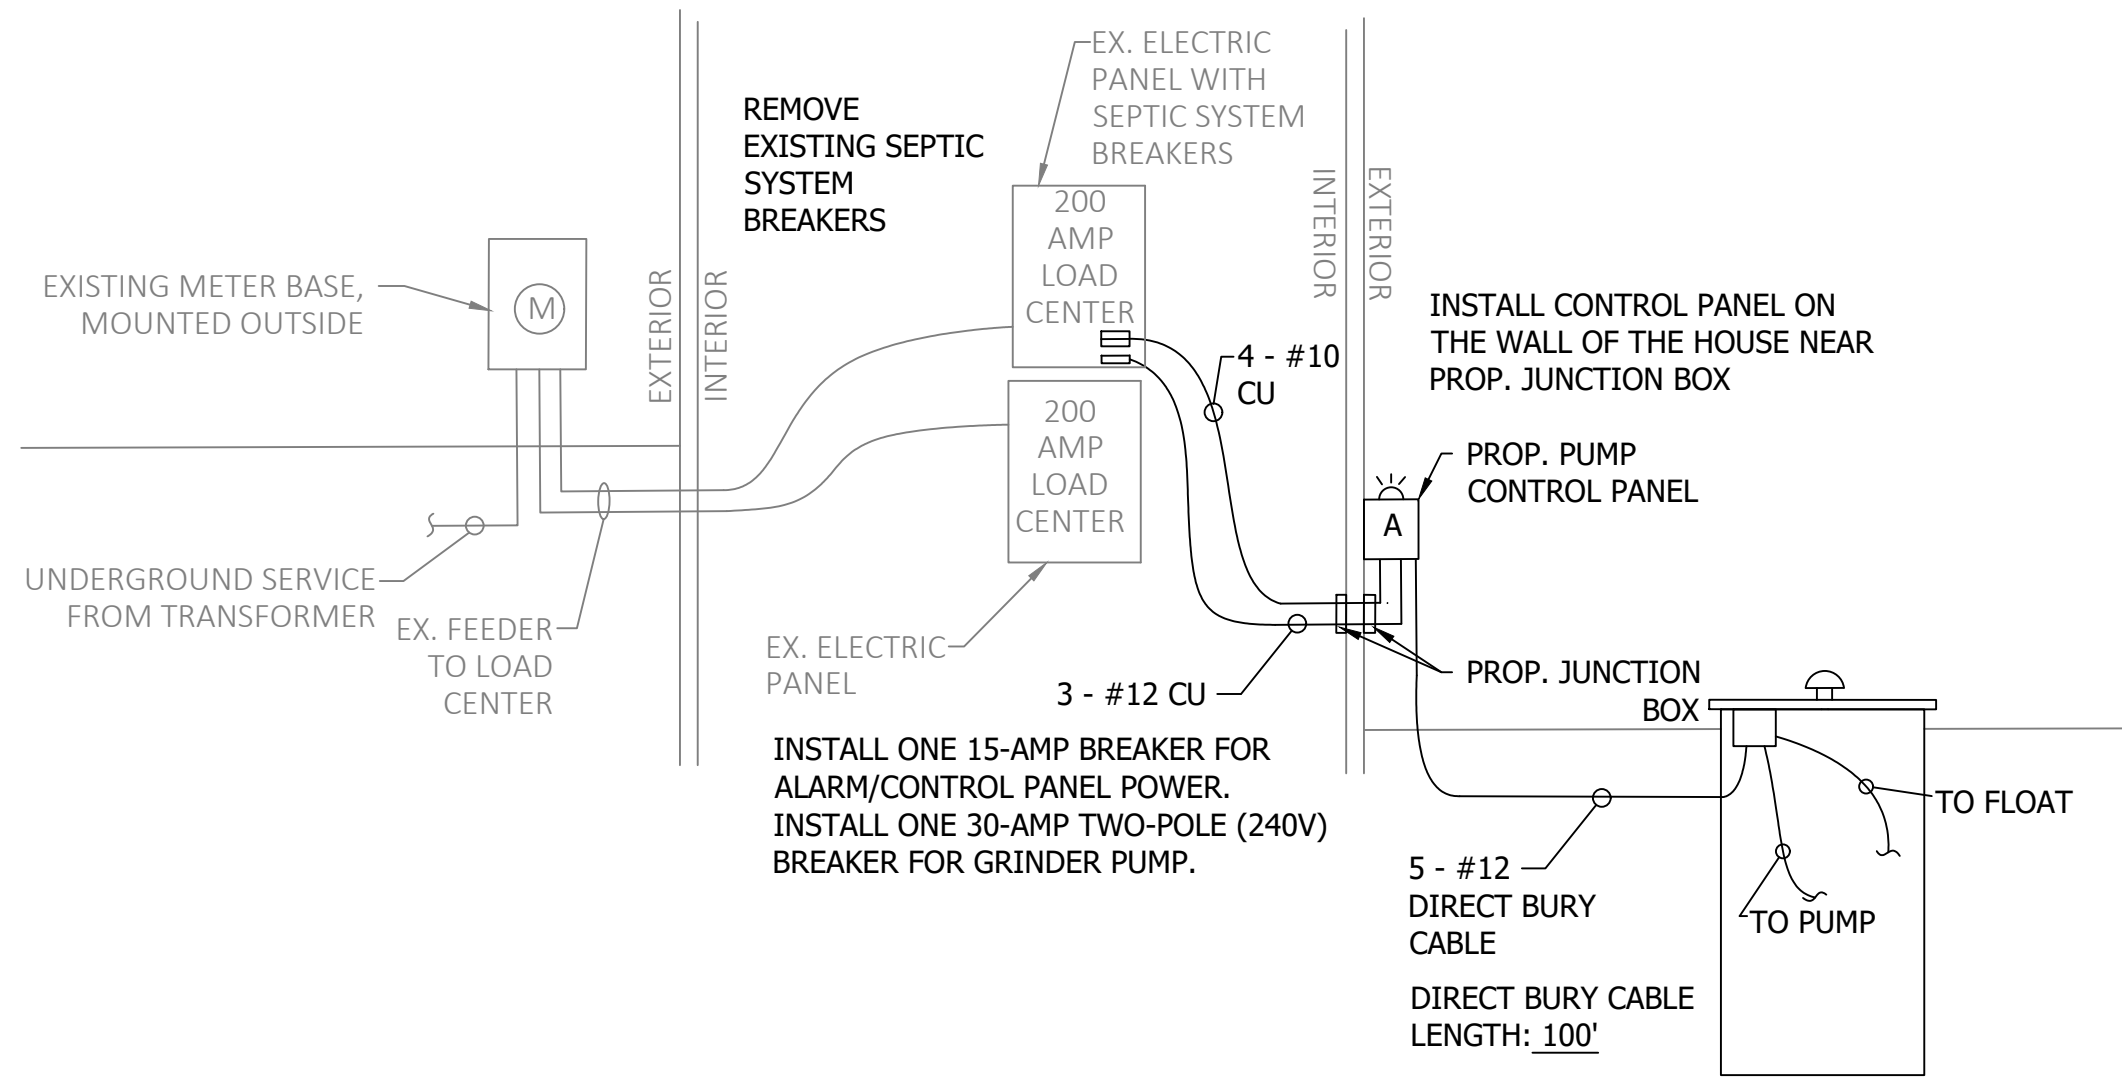 EX. ELECTRIC
PANEL WITH
SEPTIC SYSTEM
BREAKERS
REMOVE
EXISTING SEPTIC
SYSTEM
BREAKERS
200
AMP
LOAD
CENTER
INTERIOR
EXTERIOR
EXISTING METER BASE,
MOUNTED OUTSIDE
M
EXTERIOR
INTERIOR
INSTALL CONTROL PANEL ON
THE WALL OF THE HOUSE NEAR
PROP. JUNCTION BOX
4 - #10
CU
200
AMP
LOAD
CENTER
PROP. PUMP
CONTROL PANEL
A
UNDERGROUND SERVICE
FROM TRANSFORMER
EX. FEEDER
TO LOAD
CENTER
EX. ELECTRIC
PANEL
3 - #12 CU
PROP. JUNCTION
BOX
INSTALL ONE 15-AMP BREAKER FOR
ALARM/CONTROL PANEL POWER.
INSTALL ONE 30-AMP TWO-POLE (240V)
BREAKER FOR GRINDER PUMP.
TO FLOAT
5 - #12
DIRECT BURY
CABLE
TO PUMP
DIRECT BURY CABLE
LENGTH: 100'